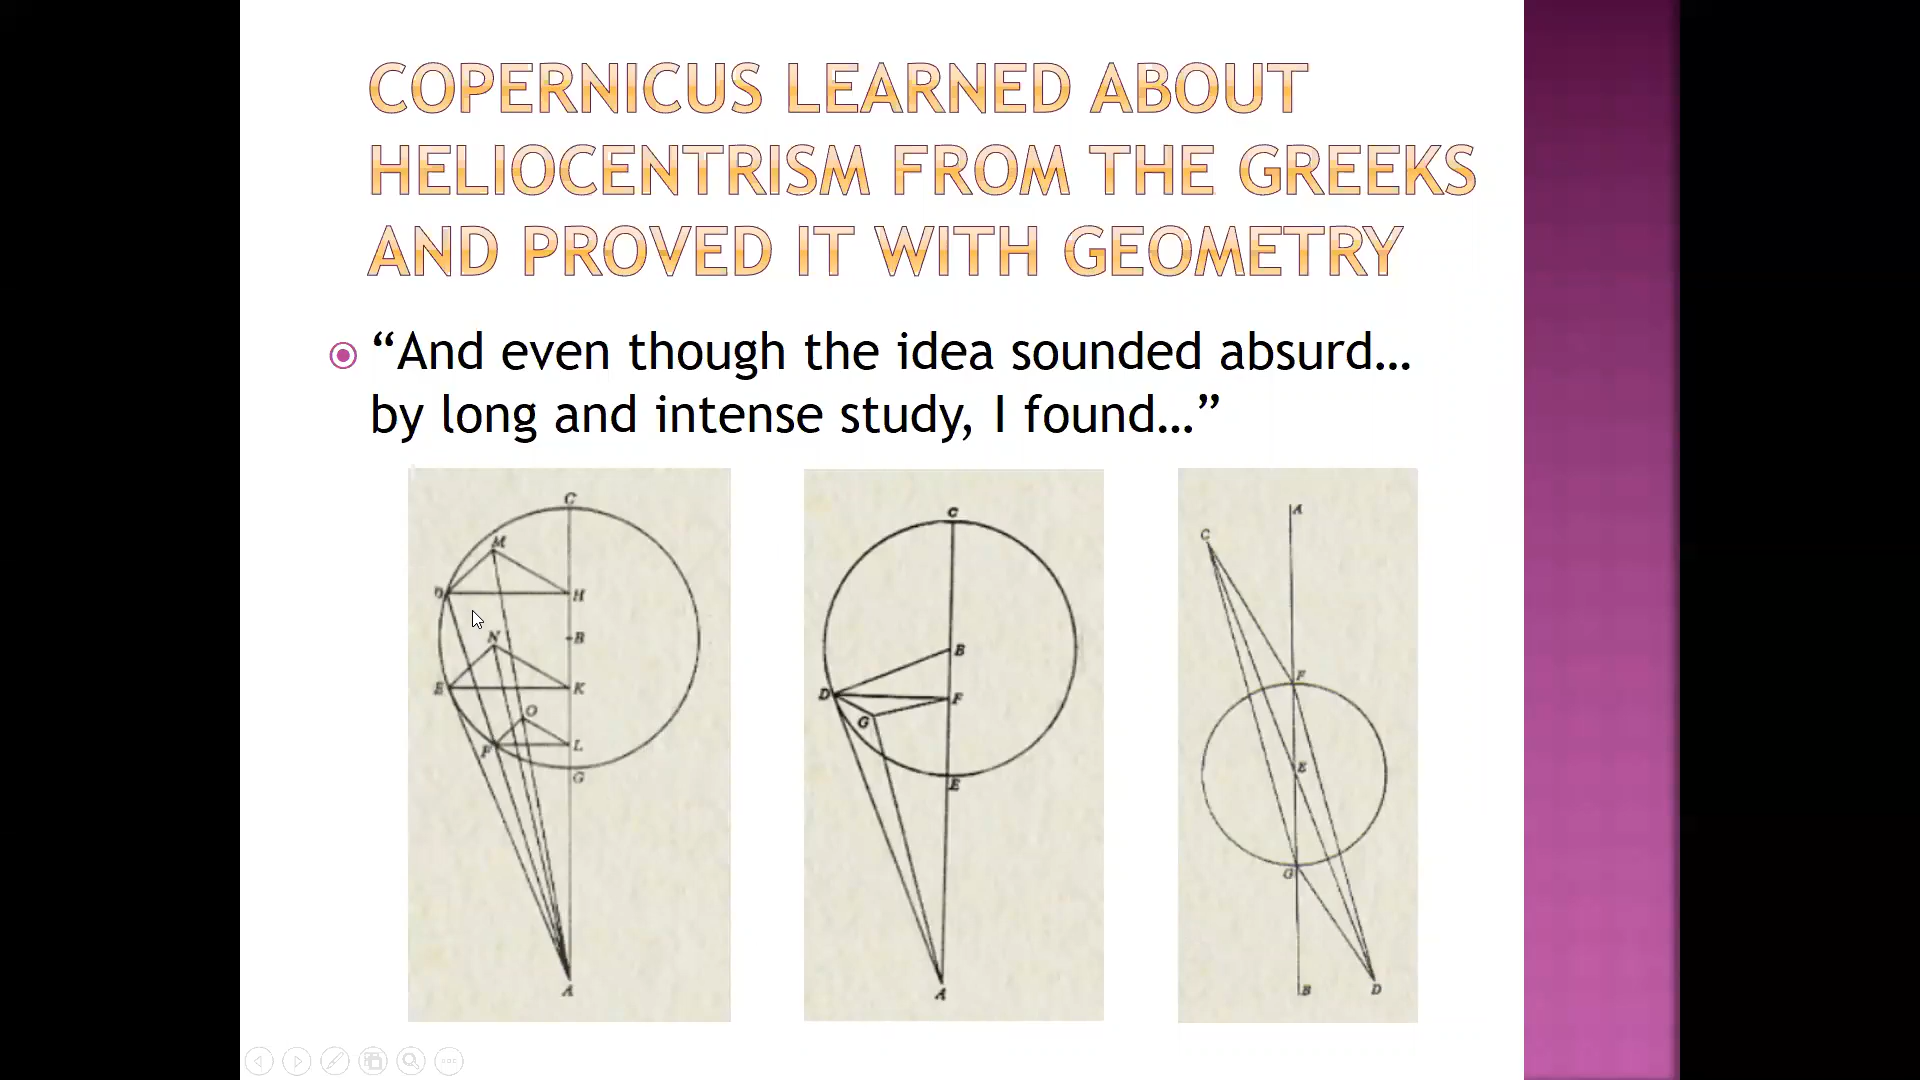 COPERNICUS LEARNED ABOUT
HELIOCENTRISM FROM THE GREEKS
AND PROVED IT WITH GEOMETRY
“And even though the idea sounded absurd…
by long and intense study, I found…”
C
M
D H
N B
E K
O
F L
G
A
C
B
D F
G
E
A
A
C
F
E
G
B D